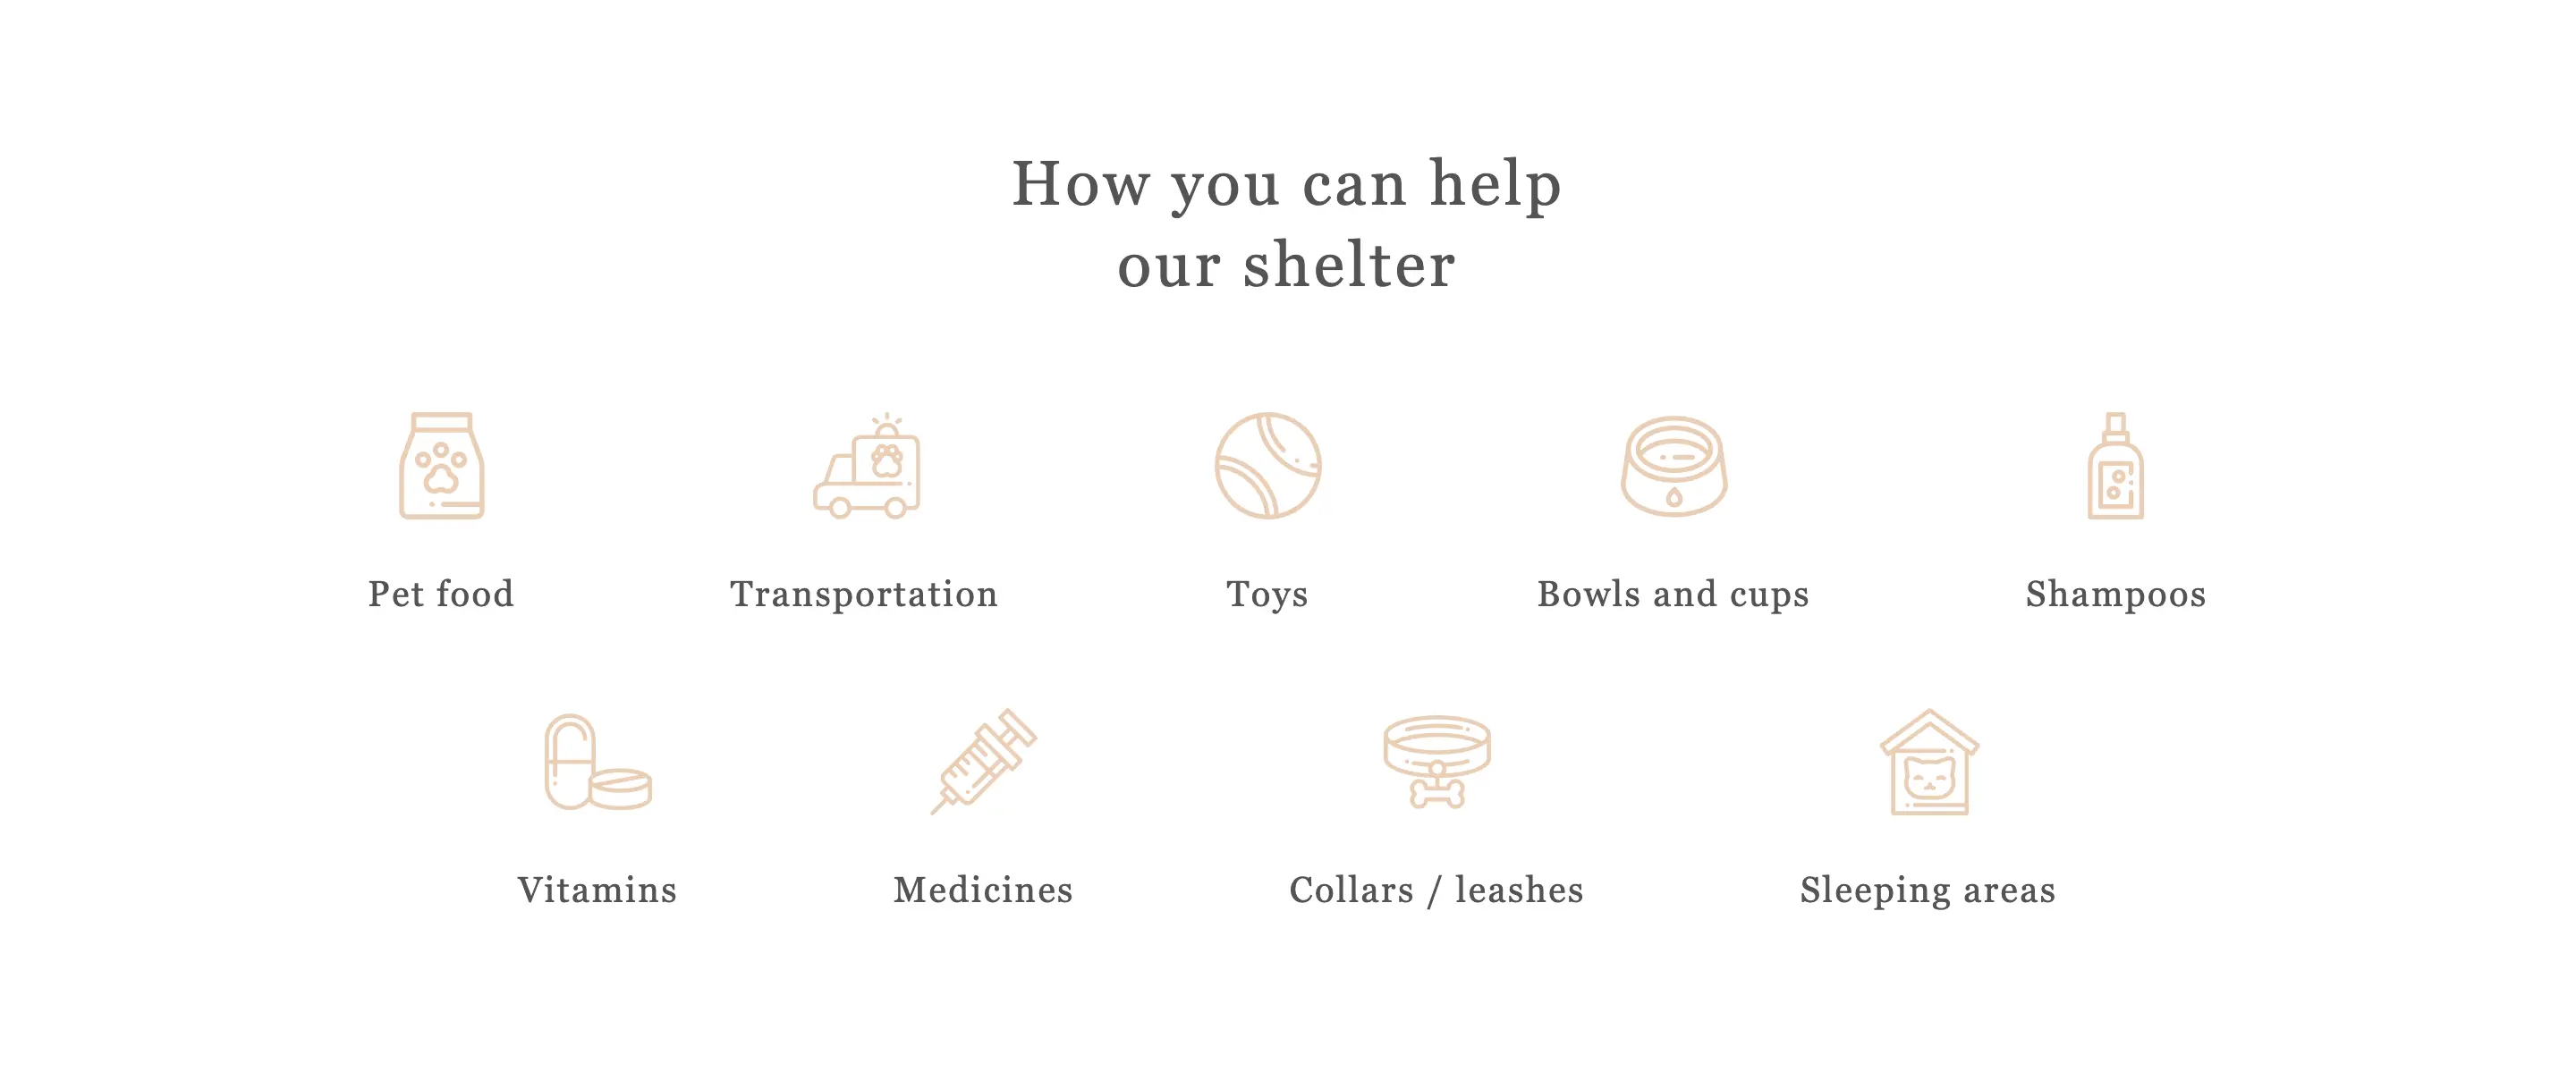 How you can help
our shelter
Pet food
Transportation
Toys
Bowls and cups
Shampoos
Vitamins
Medicines
Collars / leashes
Sleeping areas